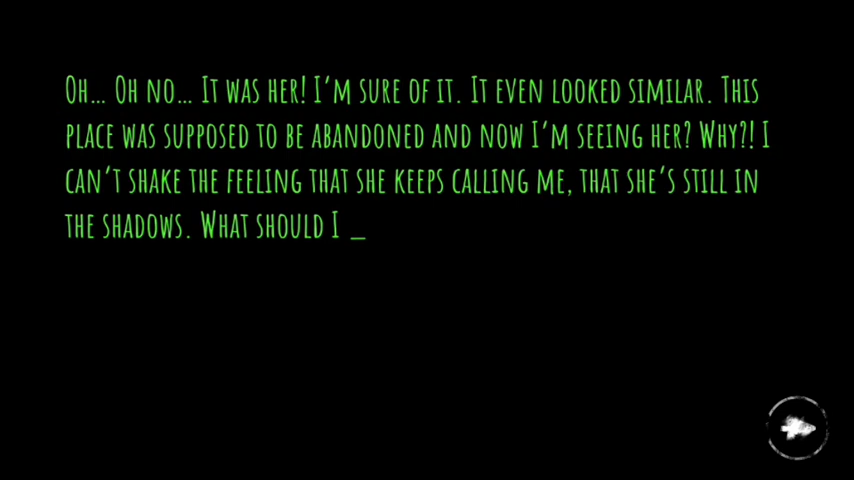 Oh... Oh no... It was her! I'm sure of it. It even looked similar. This
place was supposed to be abandoned and now I'm seeing her? Why?! I
can't shake the feeling that she keeps calling me, that she's still in
the shadows. What should I _